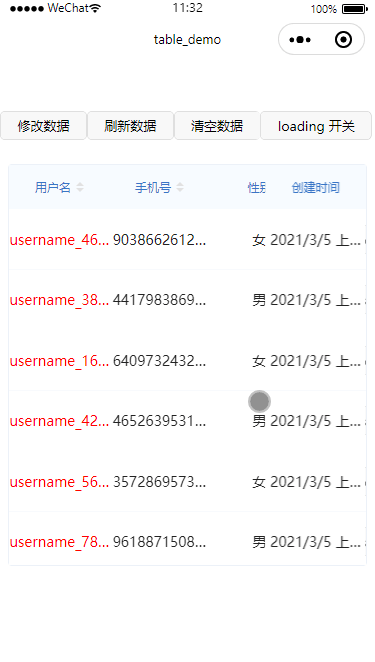 WeChat 11:32 100%
table_demo
修改数据 刷新数据 清空数据 loading 开关
用户名 手机号 性别 创建时间
username_46... 9038662612... 女 2021/3/5 上...
username_38... 4417983869... 男 2021/3/5 上...
username_16... 6409732432... 女 2021/3/5 上...
username_42... 4652639531... 男 2021/3/5 上...
username_56... 3572869573... 女 2021/3/5 上...
username_78... 9618871508... 男 2021/3/5 上...